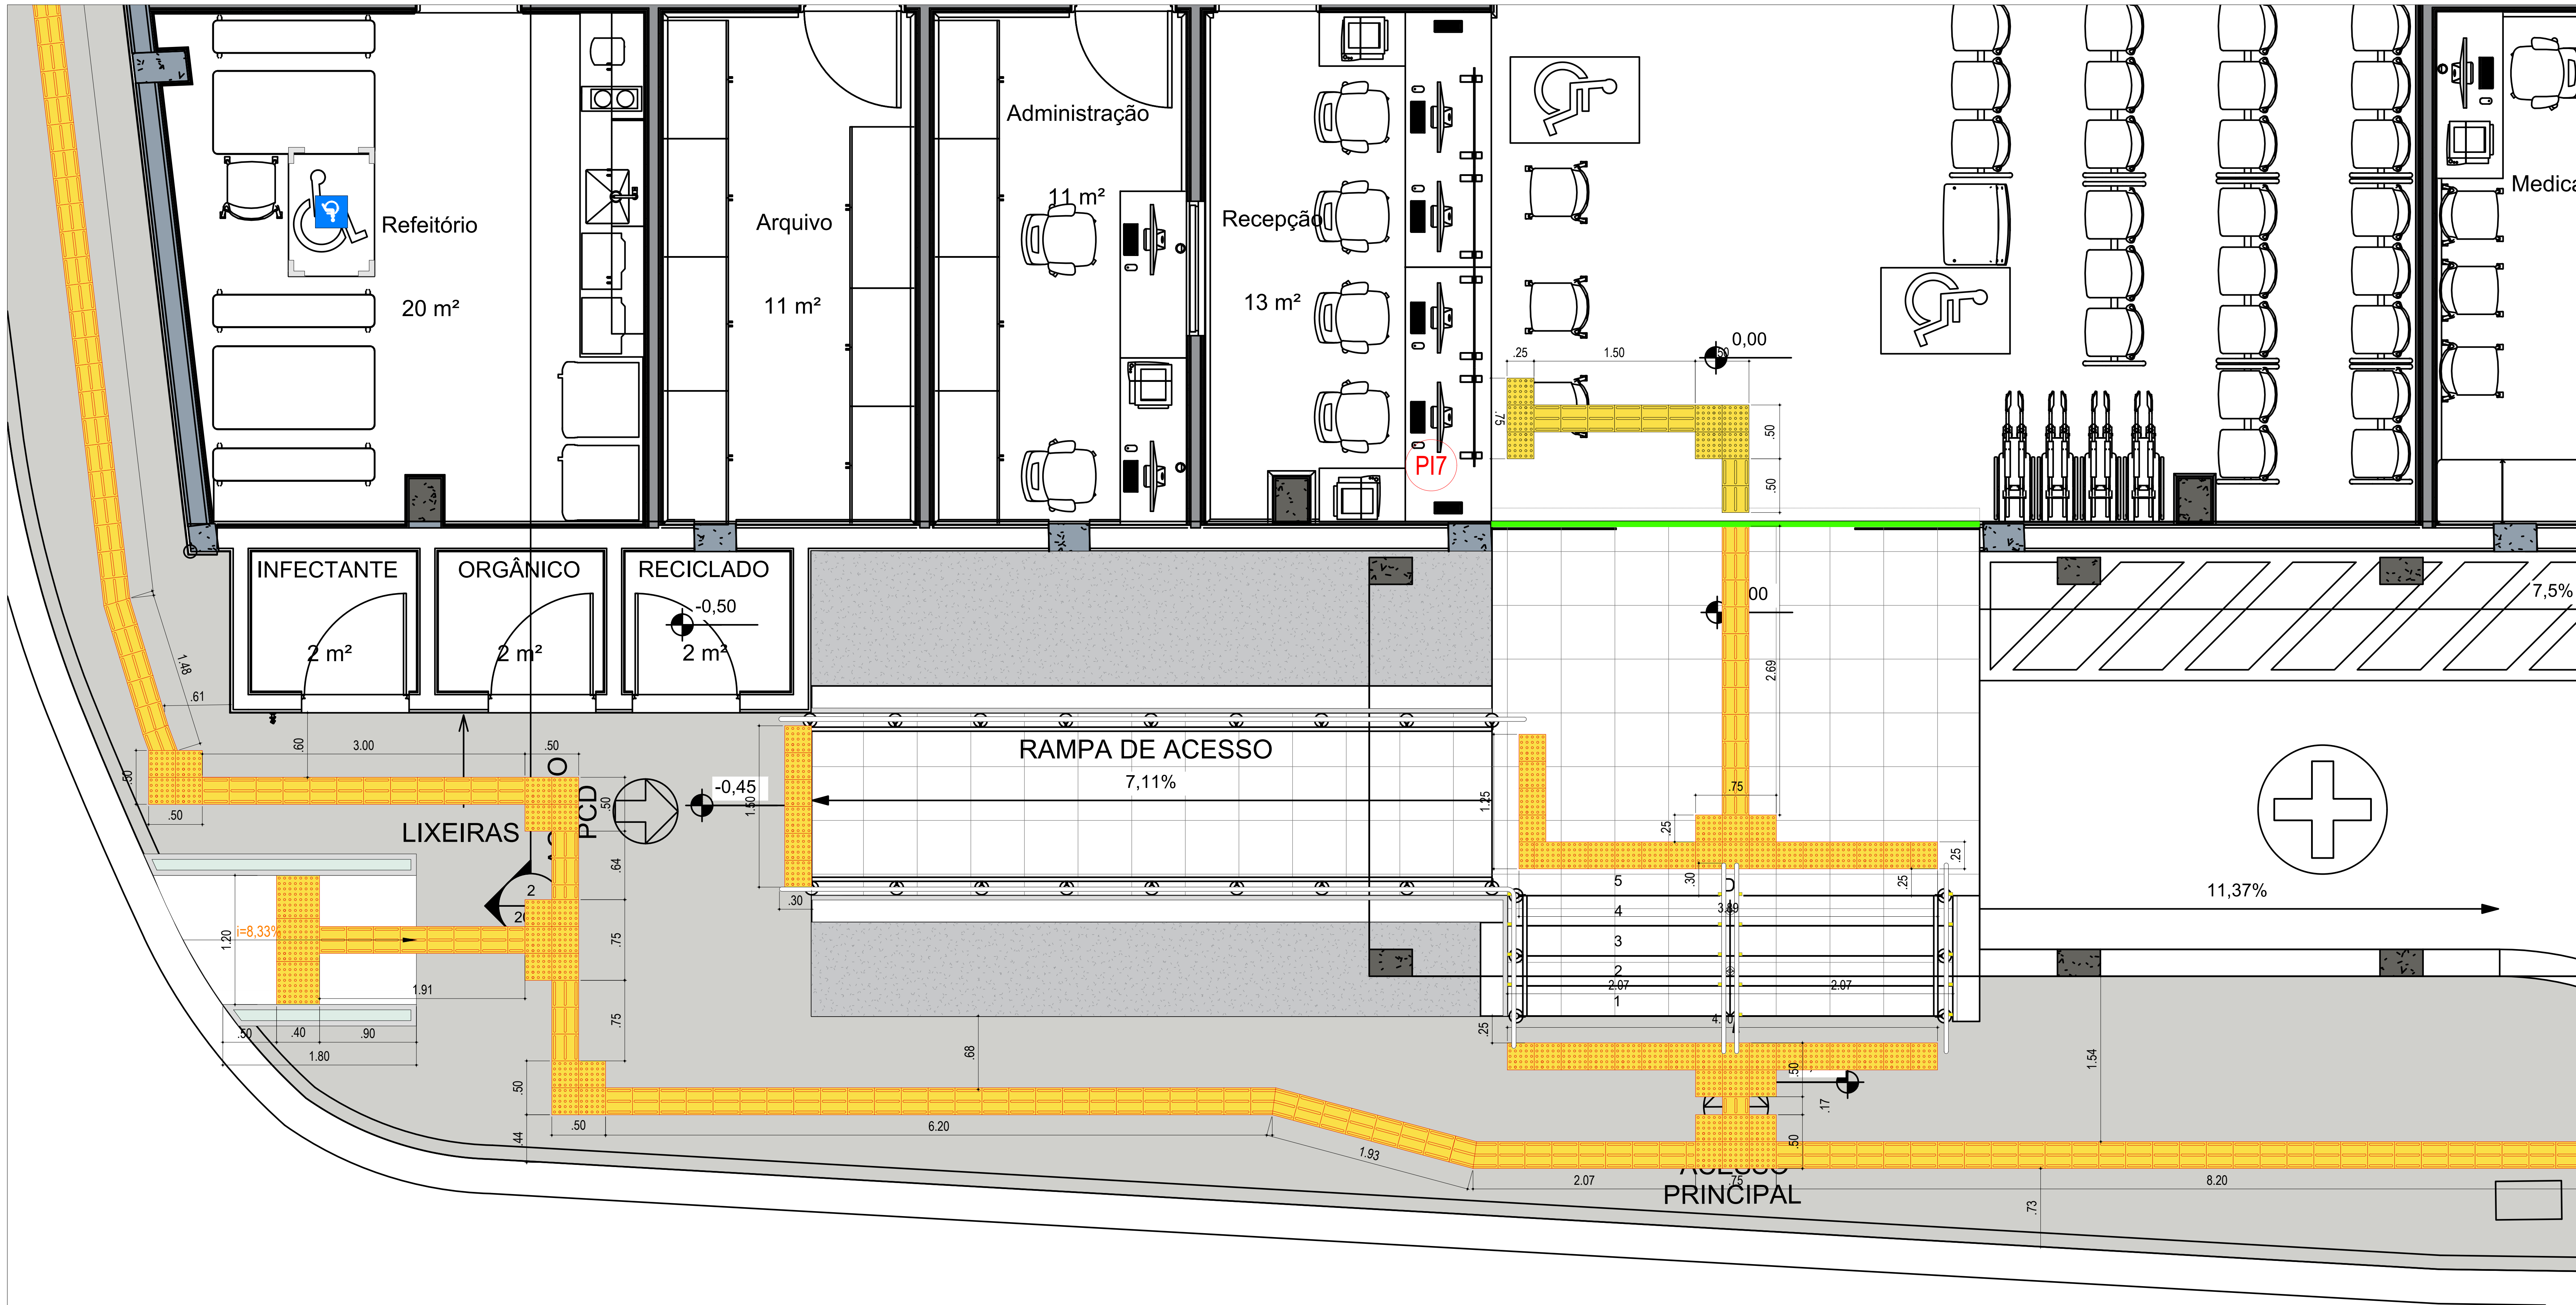 Administração
11 m²
Medica
Refeitório
20 m²
Arquivo
11 m²
Recepção
13 m²
0,00
.25
1.50
.50
.75
.50
PI7
.50
INFECTANTE
ORGÂNICO
RECICLADO
-0,50
2 m²
2 m²
2 m²
00
7,5%
1.48
.61
2.69
.60
3.00
.50
RAMPA DE ACESSO
7,11%
-0,45
.50
.50
.50
PCD
1.50
1.25
.75
.25
LIXEIRAS
.64
.25
.30
.25
5
4
3.89
3
2
1
2.07
2.07
11,37%
2
.30
i=8,33%
1.20
.75
1.91
.75
.50
.40
.90
1.80
.68
.25
1.54
.50
.17
.50
.50
.44
6.20
1.93
.50
ACESSO
PRINCIPAL
2.07
.75
8.20
.73